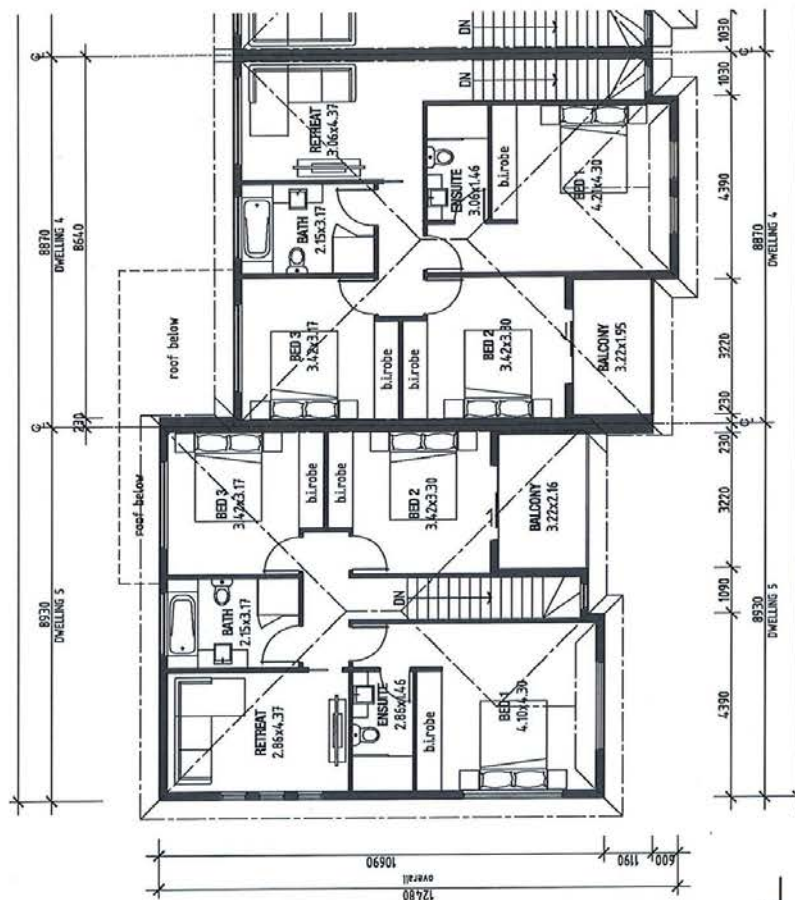 DN
1030
DN
1030
RETREAT
3.06x4.37
ENSUITE
3.06x1.46
b.i.robe
BED 1
4.21x4.30
BATH
2.15x3.17
8870
DWELLING 4
8640
4390
8870
DWELLING 4
roof below
BED 3
3.42x3.17
b.i.robe
b.i.robe
BED 2
3.42x3.30
BALCONY
3.22x1.95
3220
230
230
230
roof below
BED 3
3.42x3.17
b.i.robe
b.i.robe
BED 2
3.42x3.30
BALCONY
3.22x2.16
3220
8930
DWELLING 5
BATH
2.15x3.17
DN
1090
8930
DWELLING 5
RETREAT
2.86x4.37
ENSUITE
2.86x1.46
b.i.robe
BED 1
4.10x4.30
4390
10690
1190
600
overall
12480